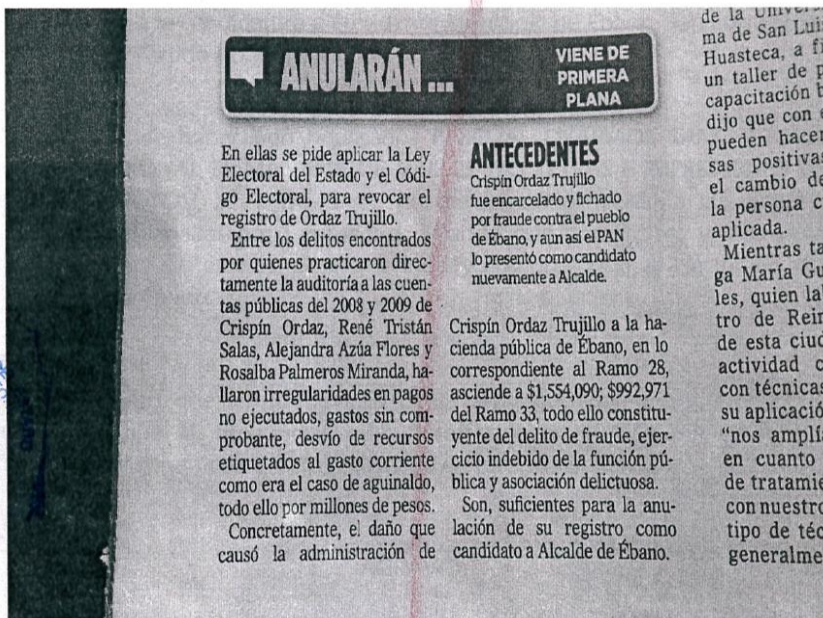 ANULARÁN...
VIENE DE
PRIMERA
PLANA
En ellas se pide aplicar la Ley
Electoral del Estado y el Códi-
go Electoral, para revocar el
registro de Ordaz Trujillo.
Entre los delitos encontrados
por quienes practicaron direc-
tamente la auditoría a las cuen-
tas públicas del 2008 y 2009 de
Crispín Ordaz, René Tristán
Salas, Alejandra Azúa Flores y
Rosalba Palmeros Miranda, ha-
llaron irregularidades en pagos
no ejecutados, gastos sin com-
probante, desvío de recursos
etiquetados al gasto corriente
como era el caso de aguinaldo,
todo ello por millones de pesos.
Concretamente, el daño que
causó la administración de
ANTECEDENTES
Crispín Ordaz Trujillo
fue encarcelado y fichado
por fraude contra el pueblo
de Ébano, y aun así el PAN
lo presentó como candidato
nuevamente a Alcalde.
Crispín Ordaz Trujillo a la ha-
cienda pública de Ébano, en lo
correspondiente al Ramo 28,
asciende a $1,554,090; $992,971
del Ramo 33, todo ello constitu-
yente del delito de fraude, ejer-
cicio indebido de la función pú-
blica y asociación delictuosa.
Son, suficientes para la anu-
lación de su registro como
candidato a Alcalde de Ébano.
de la
ma de San
Huasteca, a
un taller de
capacitación
dijo que con
pueden
sas positivas
el cambio
la persona
aplicada.
Mientras
ga María
les, quien
tro de
de esta
actividad
con técnicas
su
"nos
en cuanto
de
con
tipo de